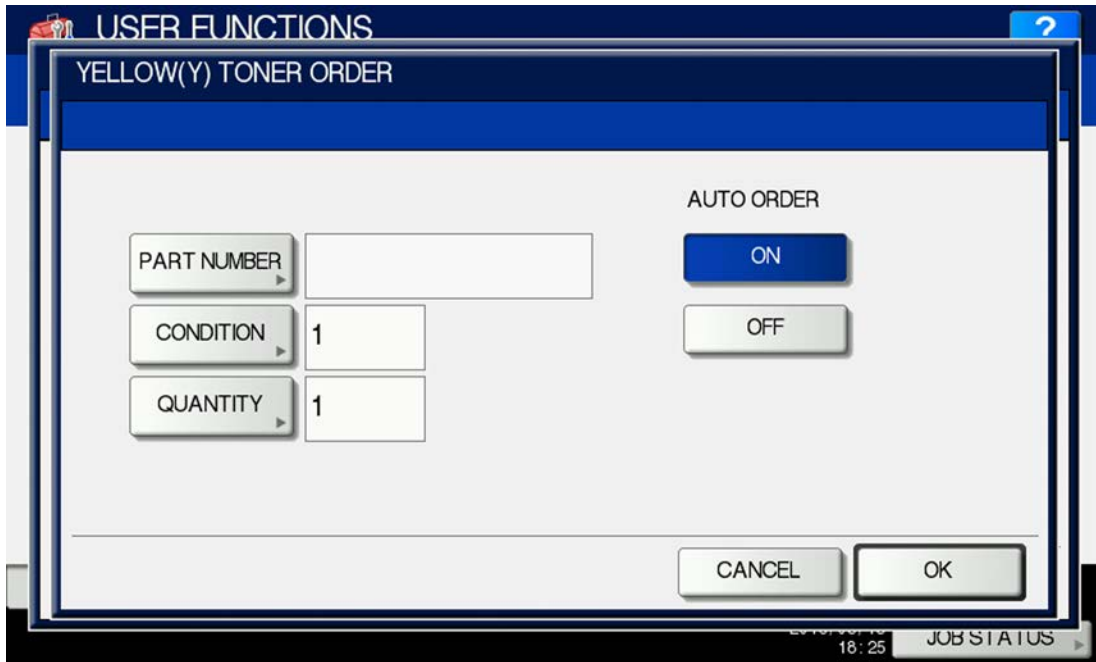 USER FUNCTIONS
?
YELLOW(Y) TONER ORDER
AUTO ORDER
PART NUMBER
ON
CONDITION
1
OFF
QUANTITY
1
CANCEL
OK
18:25
JOB STATUS